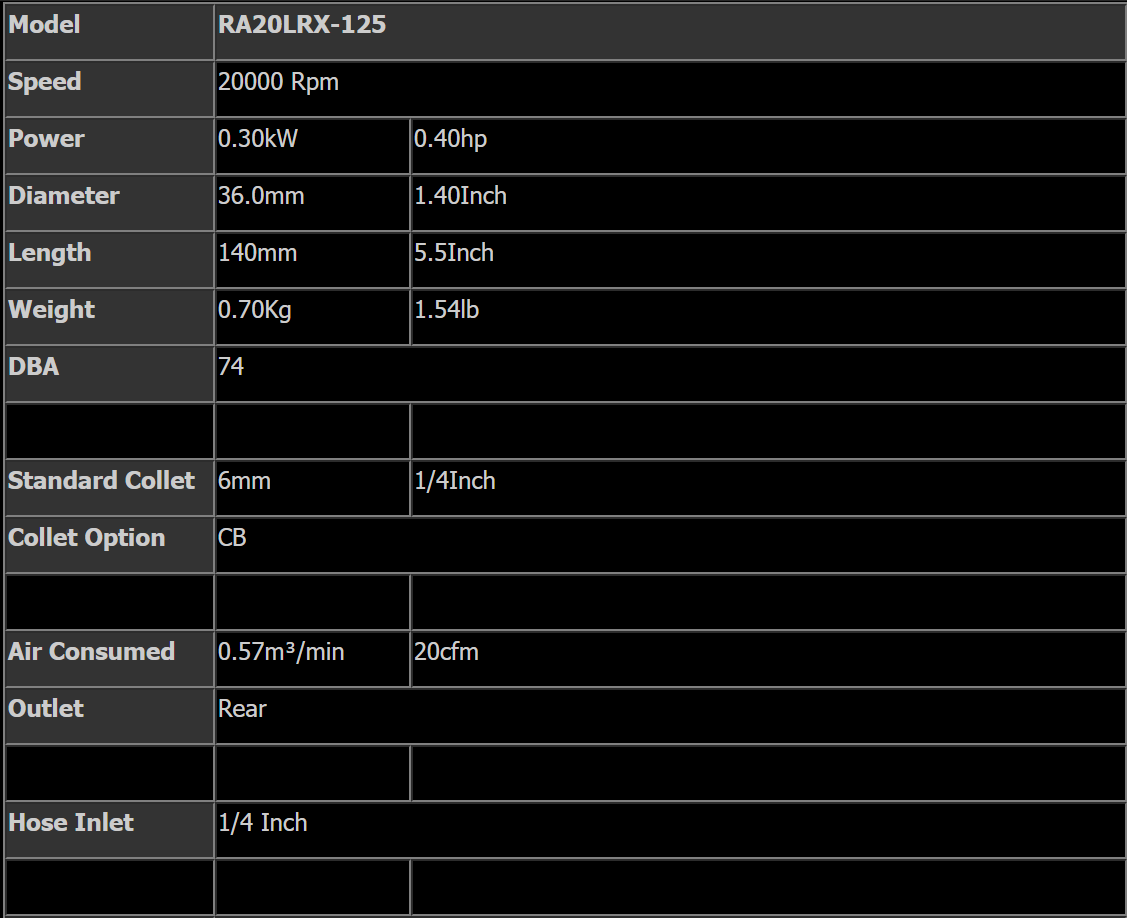 Model RA20LRX-125
Speed 20000 Rpm
Power 0.30kW 0.40hp
Diameter 36.0mm 1.40Inch
Length 140mm 5.5Inch
Weight 0.70Kg 1.54lb
DBA 74
Standard Collet 6mm 1/4Inch
Collet Option CB
Air Consumed 0.57m³/min 20cfm
Outlet Rear
Hose Inlet 1/4 Inch